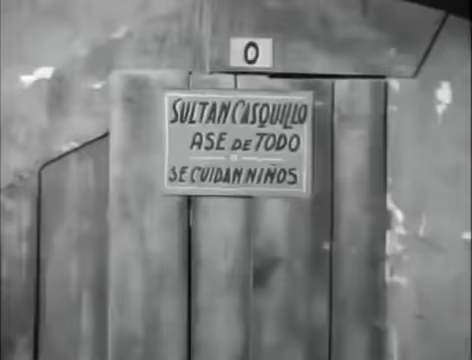 0
SULTAN CASQUILLO
ASE DE TODO
SE CUIDAN NIÑOS